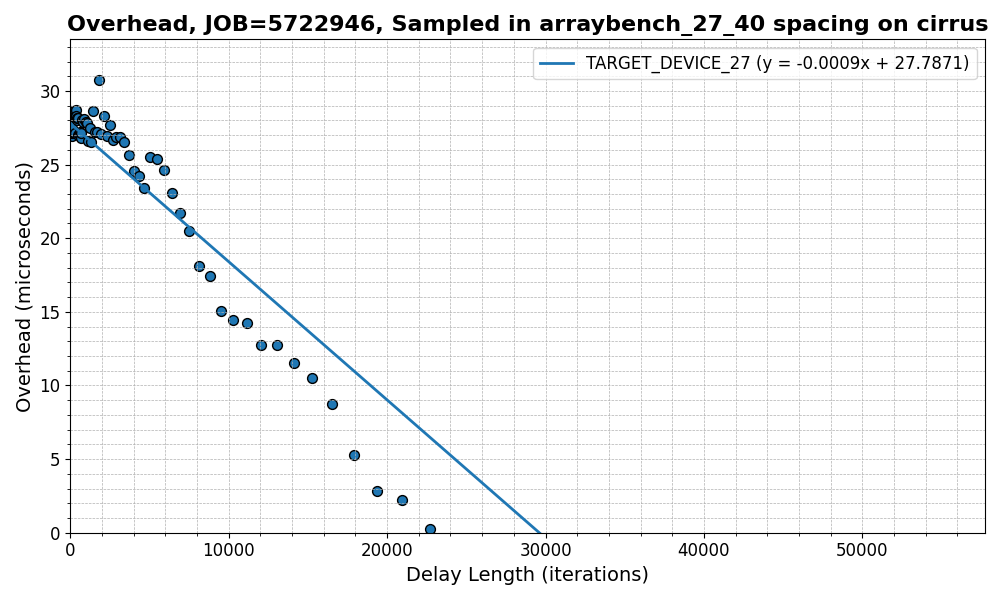 Overhead, JOB=5722946, Sampled in arraybench_27_40 spacing on cirrus
TARGET_DEVICE_27 (y = -0.0009x + 27.7871)
Overhead (microseconds)
30
25
20
15
10
5
0
0 10000 20000 30000 40000 50000
Delay Length (iterations)